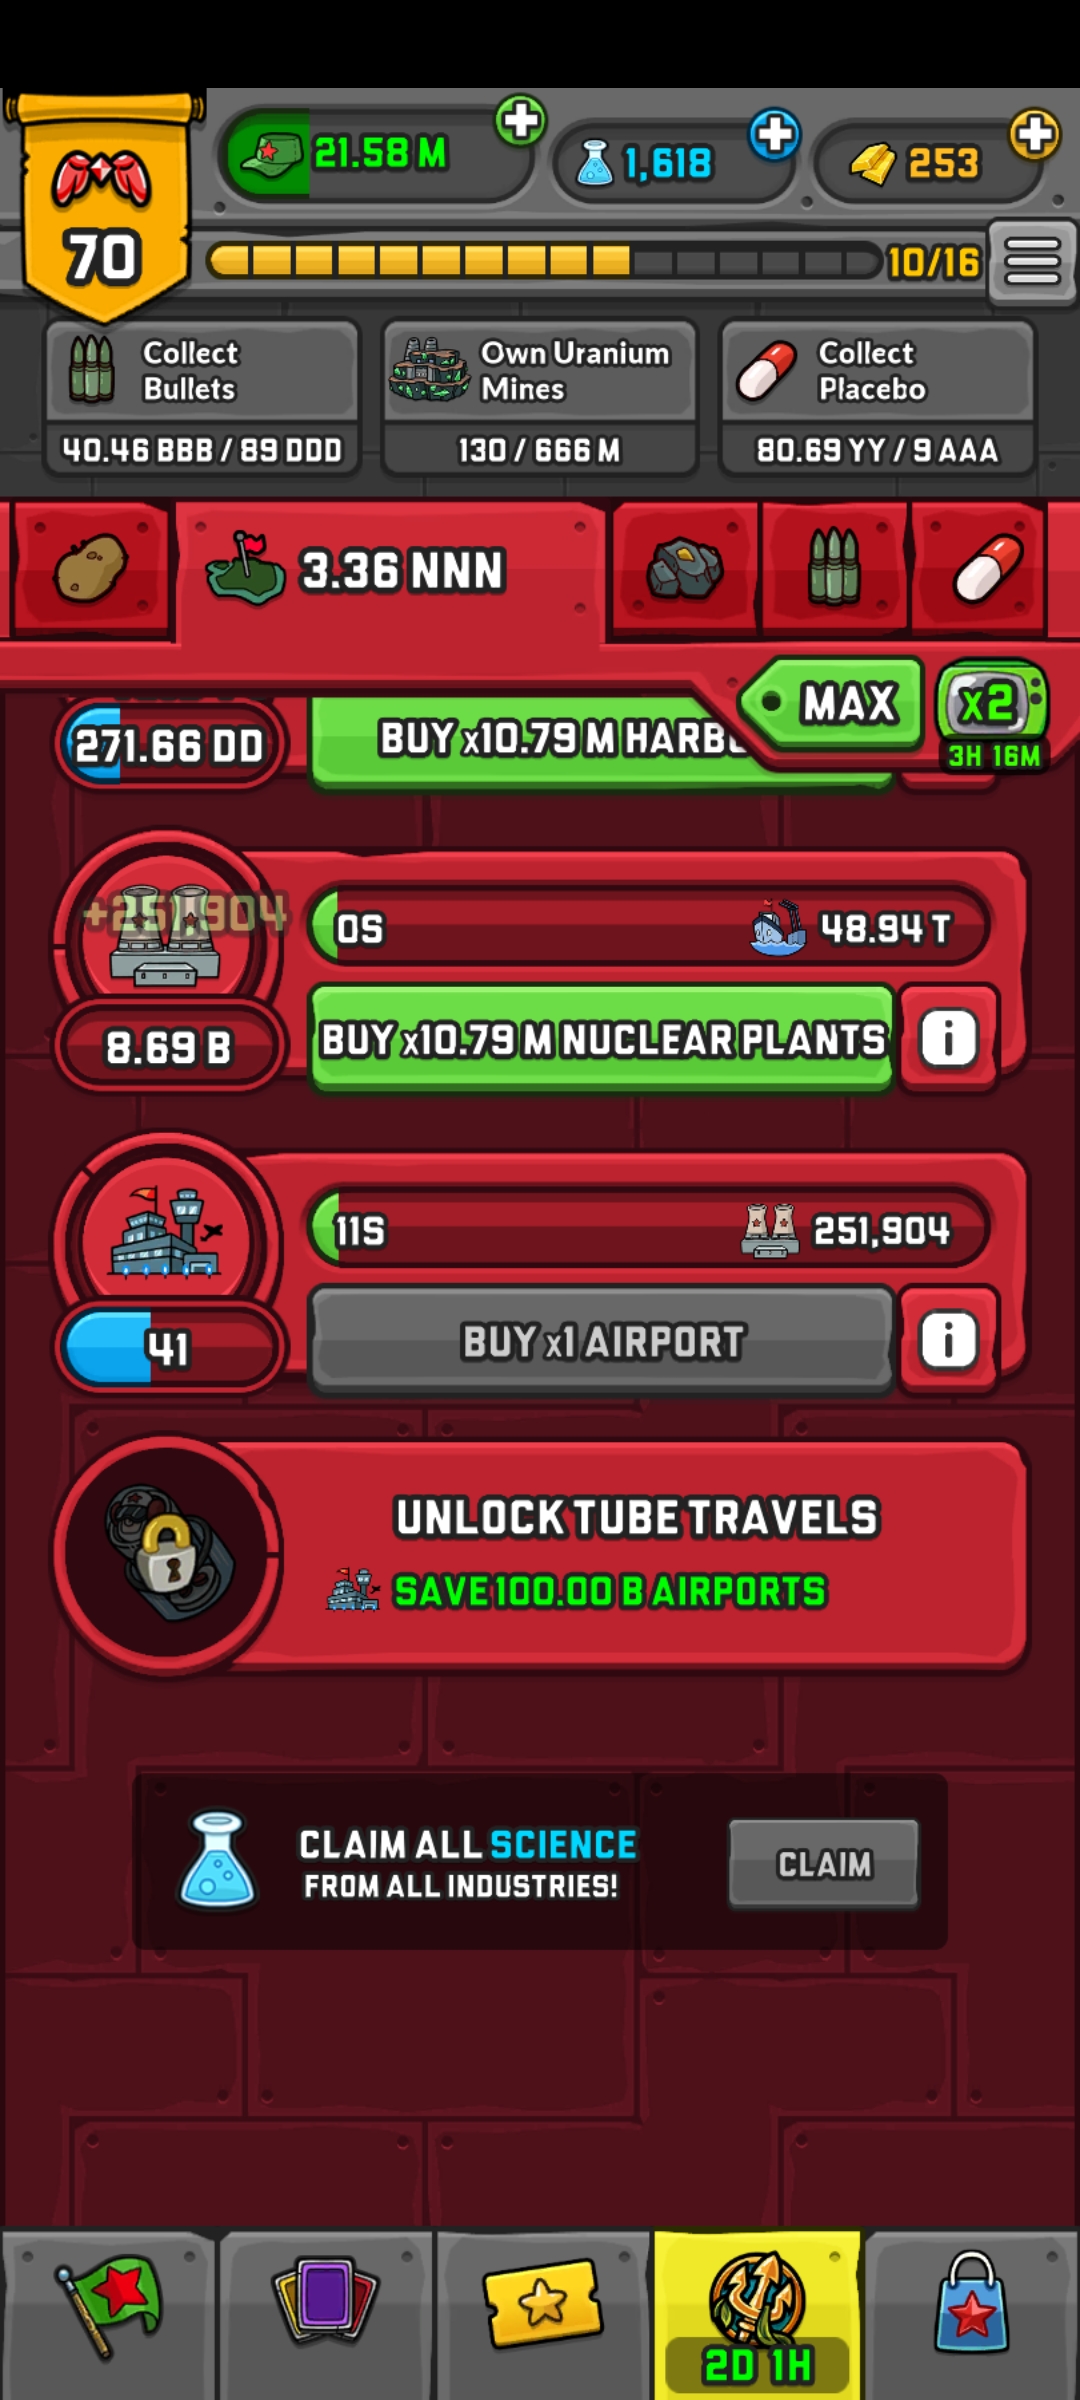 21.58 M
1,618
253
70
10/16
Collect
Bullets
Own Uranium
Mines
Collect
Placebo
40.46 BBB / 89 DDD
130 / 666 M
80.69 YY / 9 AAA
3.36 NNN
MAX
x2
3H 16M
271.66 DD
BUY x10.79 M HARBO
+251,904
0S
48.94 T
8.69 B
BUY x10.79 M NUCLEAR PLANTS
i
11S
251,904
41
BUY x1 AIRPORT
i
UNLOCK TUBE TRAVELS
SAVE 100.00 B AIRPORTS
CLAIM ALL SCIENCE
FROM ALL INDUSTRIES!
CLAIM
2D 1H